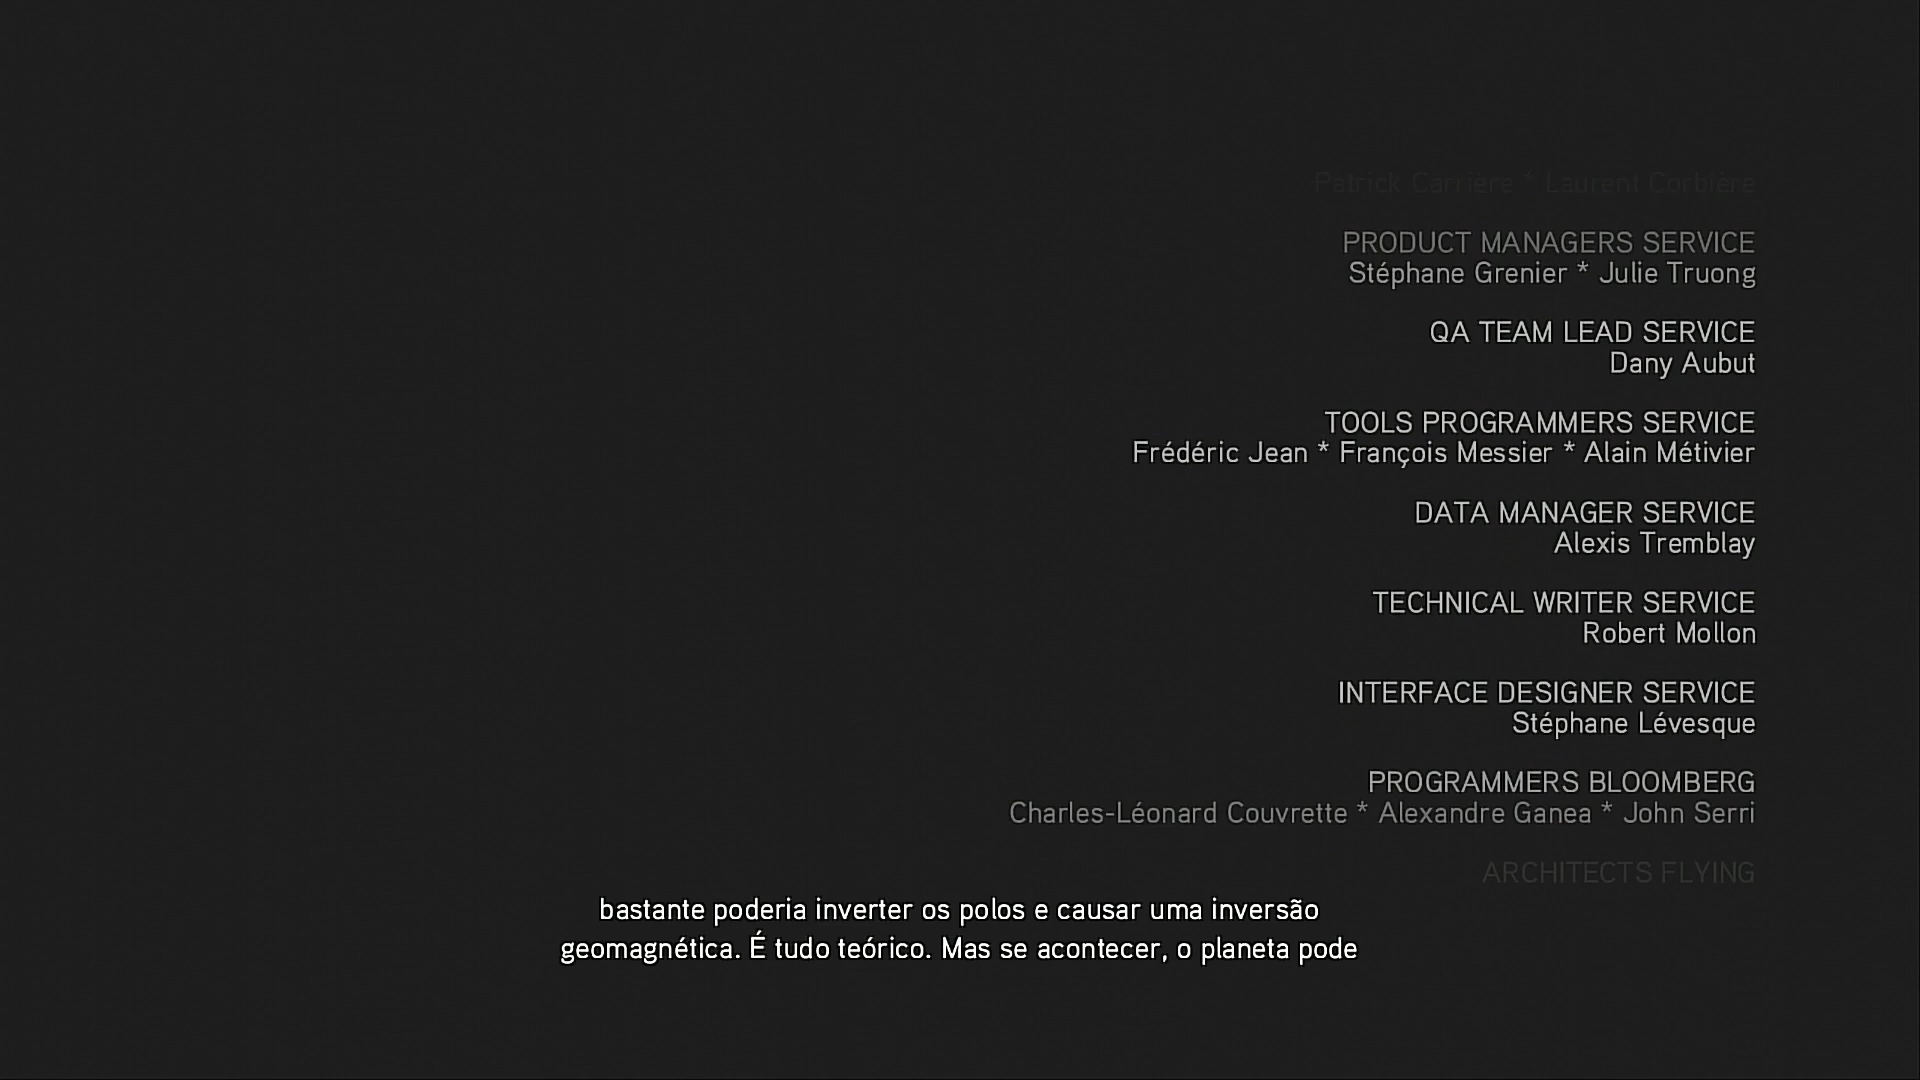 Patrick Carrière * Laurent Corbière
PRODUCT MANAGERS SERVICE
Stéphane Grenier * Julie Truong
QA TEAM LEAD SERVICE
Dany Aubut
TOOLS PROGRAMMERS SERVICE
Frédéric Jean * François Messier * Alain Métivier
DATA MANAGER SERVICE
Alexis Tremblay
TECHNICAL WRITER SERVICE
Robert Mollon
INTERFACE DESIGNER SERVICE
Stéphane Lévesque
PROGRAMMERS BLOOMBERG
Charles-Léonard Couvrette * Alexandre Ganea * John Serri
ARCHITECTS FLYING
bastante poderia inverter os polos e causar uma inversão
geomagnética. É tudo teórico. Mas se acontecer, o planeta pode